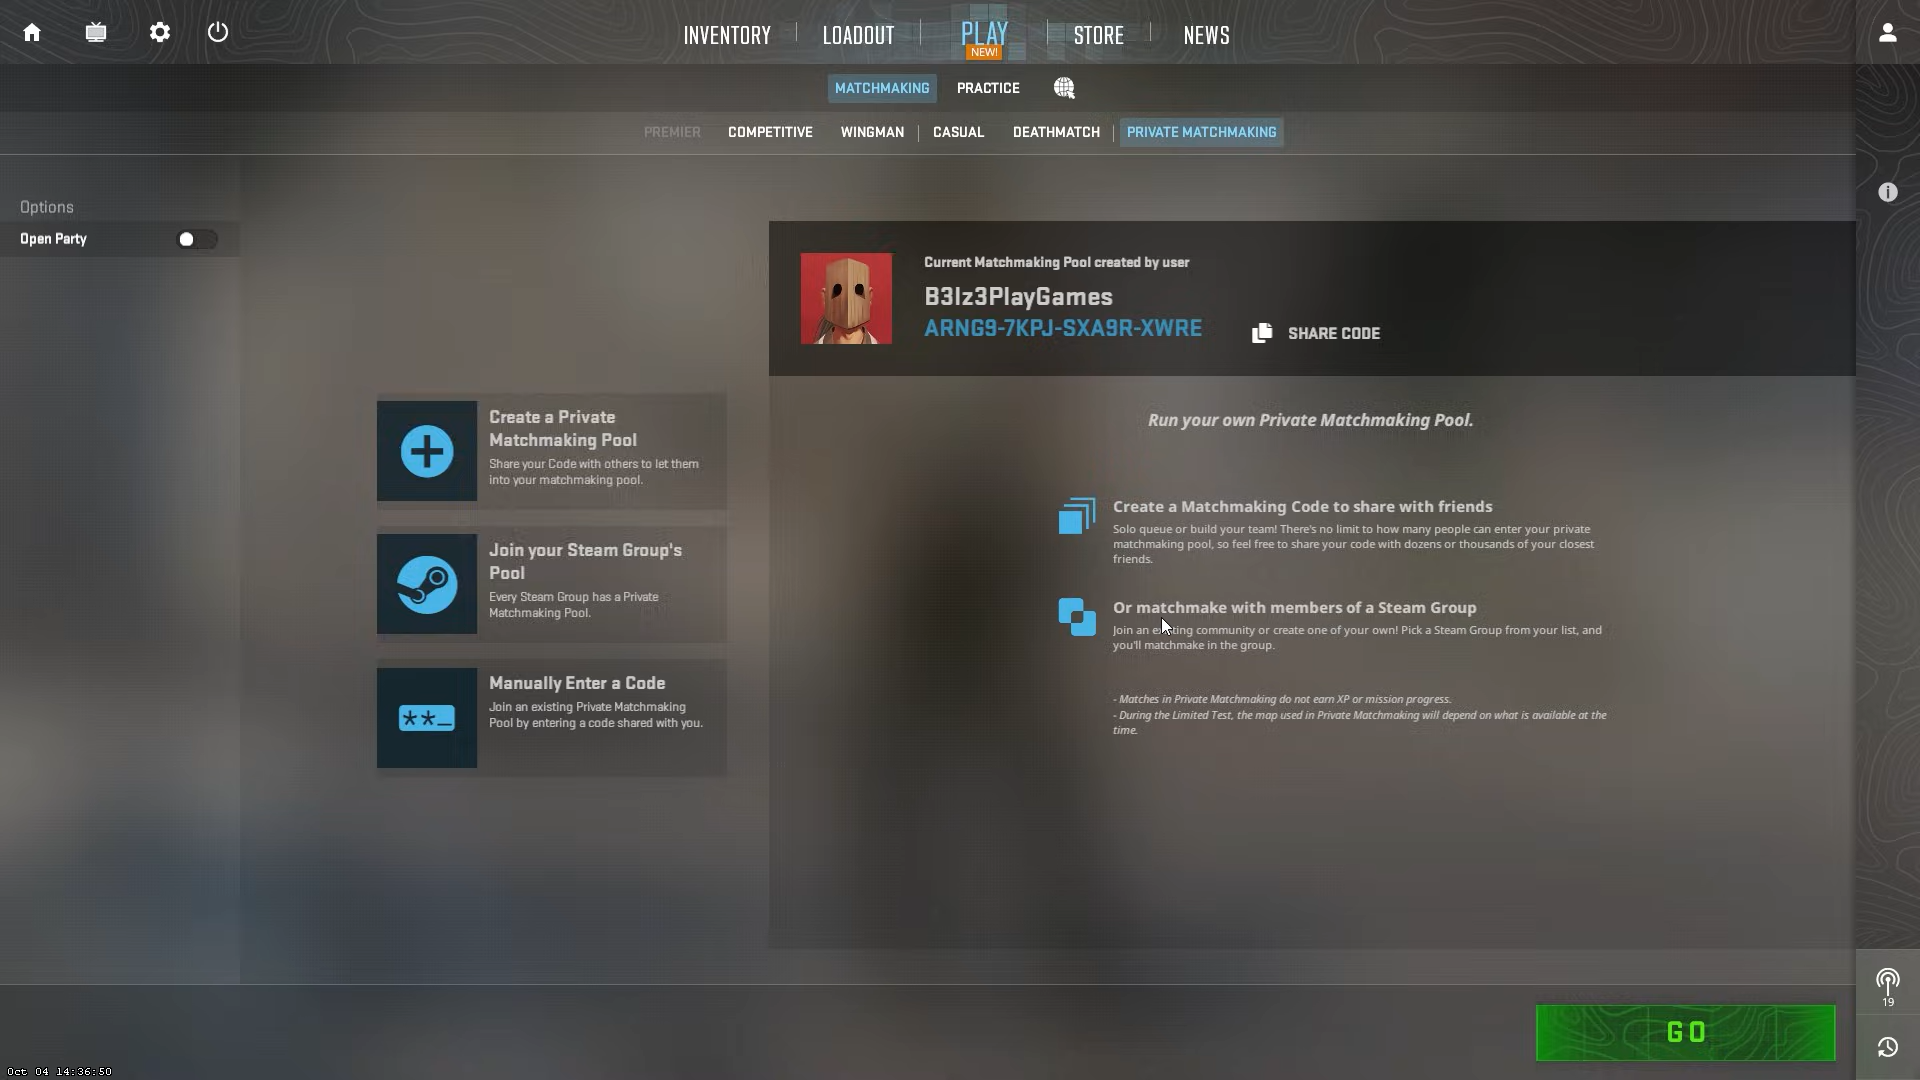 INVENTORY
LOADOUT
PLAY
NEW!
STORE
NEWS
MATCHMAKING
PRACTICE
PREMIER
COMPETITIVE
WINGMAN
CASUAL
DEATHMATCH
PRIVATE MATCHMAKING
Options
Open Party
Current Matchmaking Pool created by user
B3lz3PlayGames
ARNG9-7KPJ-SXA9R-XWRE
SHARE CODE
Create a Private
Matchmaking Pool
Share your Code with others to let them
into your matchmaking pool.
Join your Steam Group's
Pool
Every Steam Group has a Private
Matchmaking Pool.
**_
Manually Enter a Code
Join an existing Private Matchmaking
Pool by entering a code shared with you.
Run your own Private Matchmaking Pool.
Create a Matchmaking Code to share with friends
Solo queue or build your team! There's no limit to how many people can enter your private
matchmaking pool, so feel free to share your code with dozens or thousands of your closest
friends.
Or matchmake with members of a Steam Group
Join an existing community or create one of your own! Pick a Steam Group from your list, and
you'll matchmake in the group.
- Matches in Private Matchmaking do not earn XP or mission progress.
- During the Limited Test, the map used in Private Matchmaking will depend on what is available at the
time.
19
GO
Oct 04 14:36:50